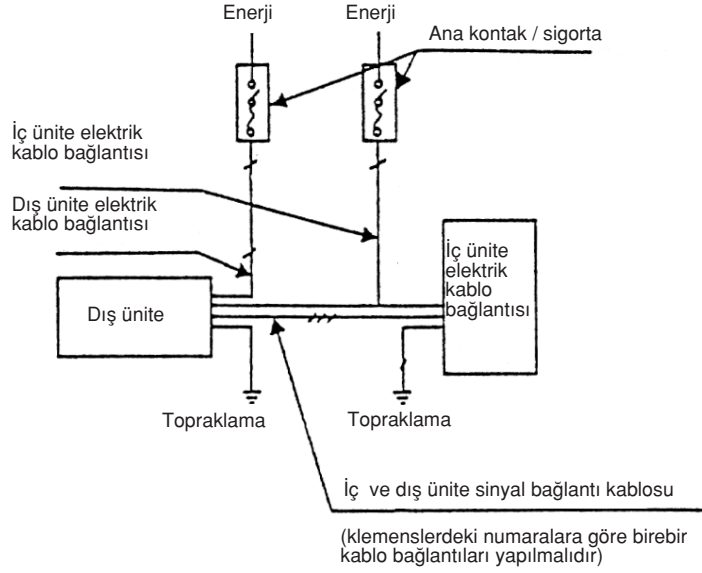 Enerji
Enerji
Ana kontak / sigorta
İç ünite elektrik
kablo bağlantısı
Dış ünite elektrik
kablo bağlantısı
İç ünite
elektrik
kablo
bağlantısı
Dış ünite
Topraklama
Topraklama
İç ve dış ünite sinyal bağlantı kablosu
(klemenslerdeki numaralara göre birebir
kablo bağlantıları yapılmalıdır)